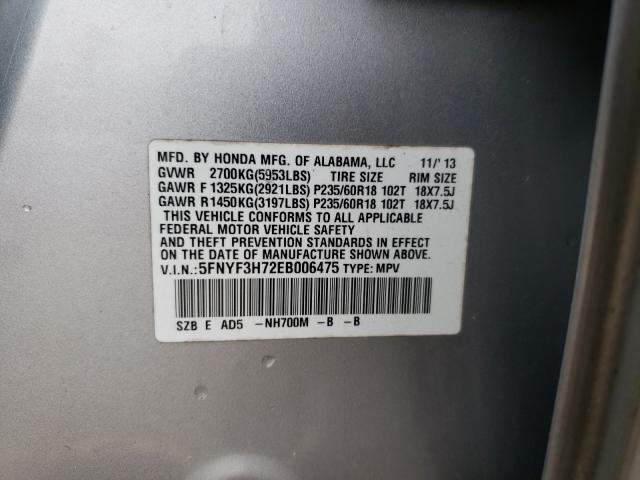 MFD. BY HONDA MFG. OF ALABAMA, LLC 11/'13
GVWR 2700KG(5953LBS) TIRE SIZE RIM SIZE
GAWR F 1325KG(2921LBS) P235/60R18 102T 18X7.5J
GAWR R1450KG(3197LBS) P235/60R18 102T 18X7.5J
THIS VEHICLE CONFORMS TO ALL APPLICABLE
FEDERAL MOTOR VEHICLE SAFETY
AND THEFT PREVENTION STANDARDS IN EFFECT
ON THE DATE OF MANUFACTURE SHOWN ABOVE.
V.I.N.:5FNYF3H72EB006475 TYPE: MPV
SZB E AD5 -NH700M -B -B